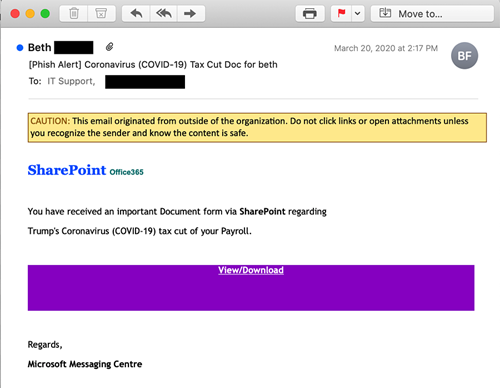 Move to...
Beth
March 20, 2020 at 2:17 PM
BF
[Phish Alert] Coronavirus (COVID-19) Tax Cut Doc for beth
To: IT Support,
CAUTION: This email originated from outside of the organization. Do not click links or open attachments unless
you recognize the sender and know the content is safe.
SharePoint Office365
You have received an important Document form via SharePoint regarding
Trump's Coronavirus (COVID-19) tax cut of your Payroll.
View/Download
Regards,
Microsoft Messaging Centre